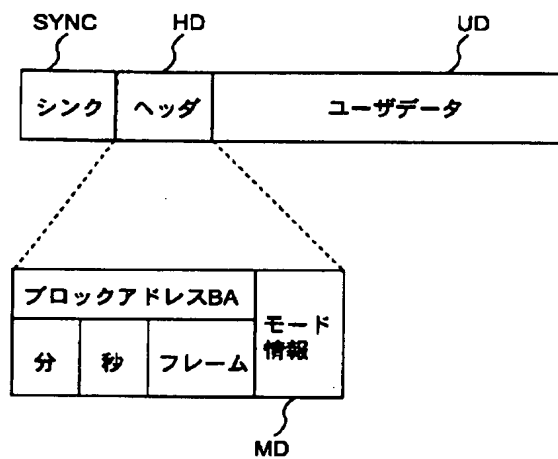 SYNC HD UD
シンク ヘッダ ユーザデータ
ブロックアドレスBA
モード
情報
分 秒 フレーム
MD